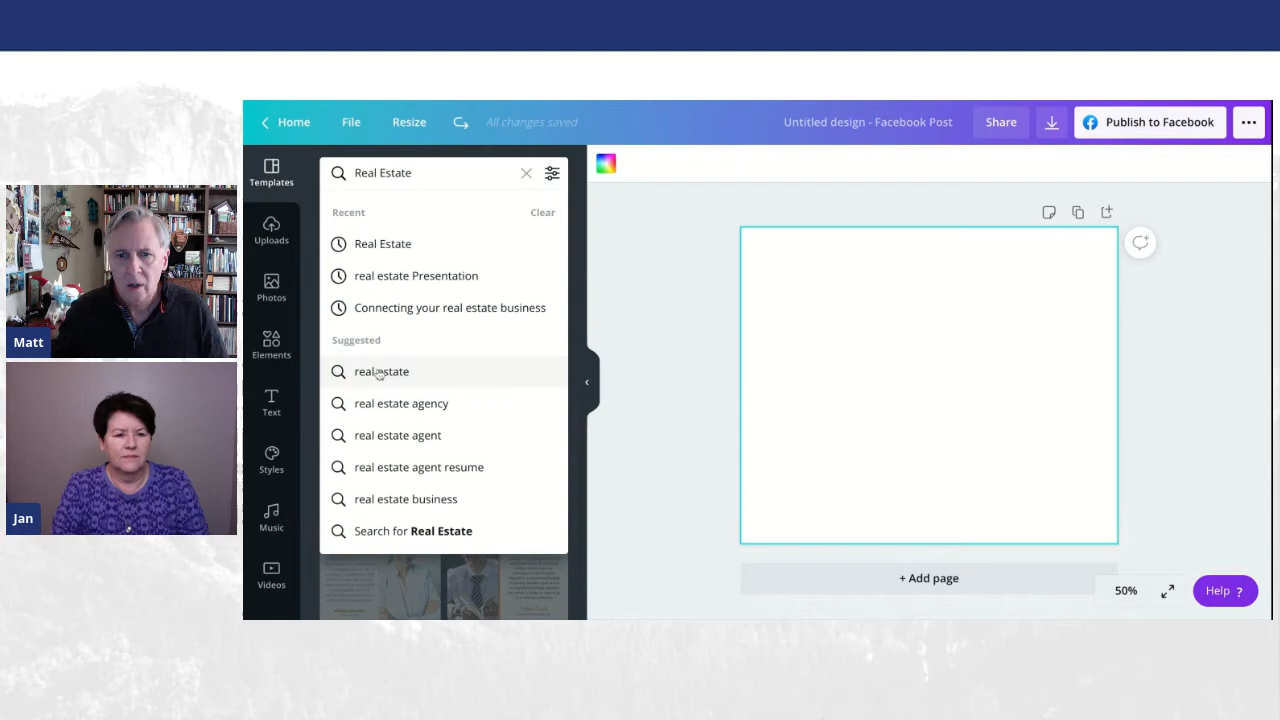 Home
File
Resize
All changes saved
Untitled design - Facebook Post
Share
Publish to Facebook
Templates
Uploads
Photos
Elements
Text
Styles
Music
Videos
Real Estate
Recent
Clear
Real Estate
real estate Presentation
Connecting your real estate business
Suggested
real estate
real estate agency
real estate agent
real estate agent resume
real estate business
Search for Real Estate
+ Add page
50%
Help ?
Matt
Jan